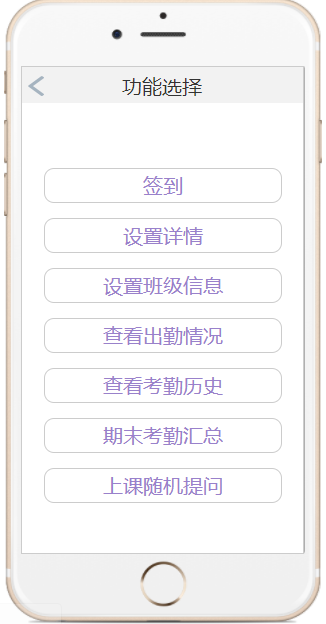 功能选择
签到
设置详情
设置班级信息
查看出勤情况
查看考勤历史
期末考勤汇总
上课随机提问